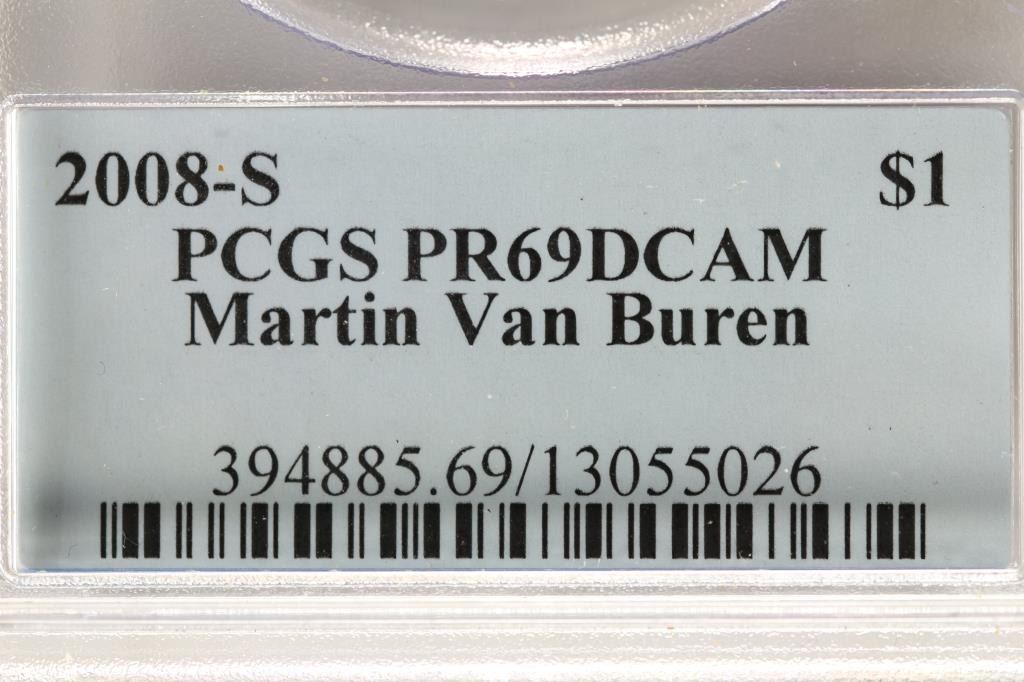 2008-S $1
PCGS PR69DCAM
Martin Van Buren
394885.69/13055026